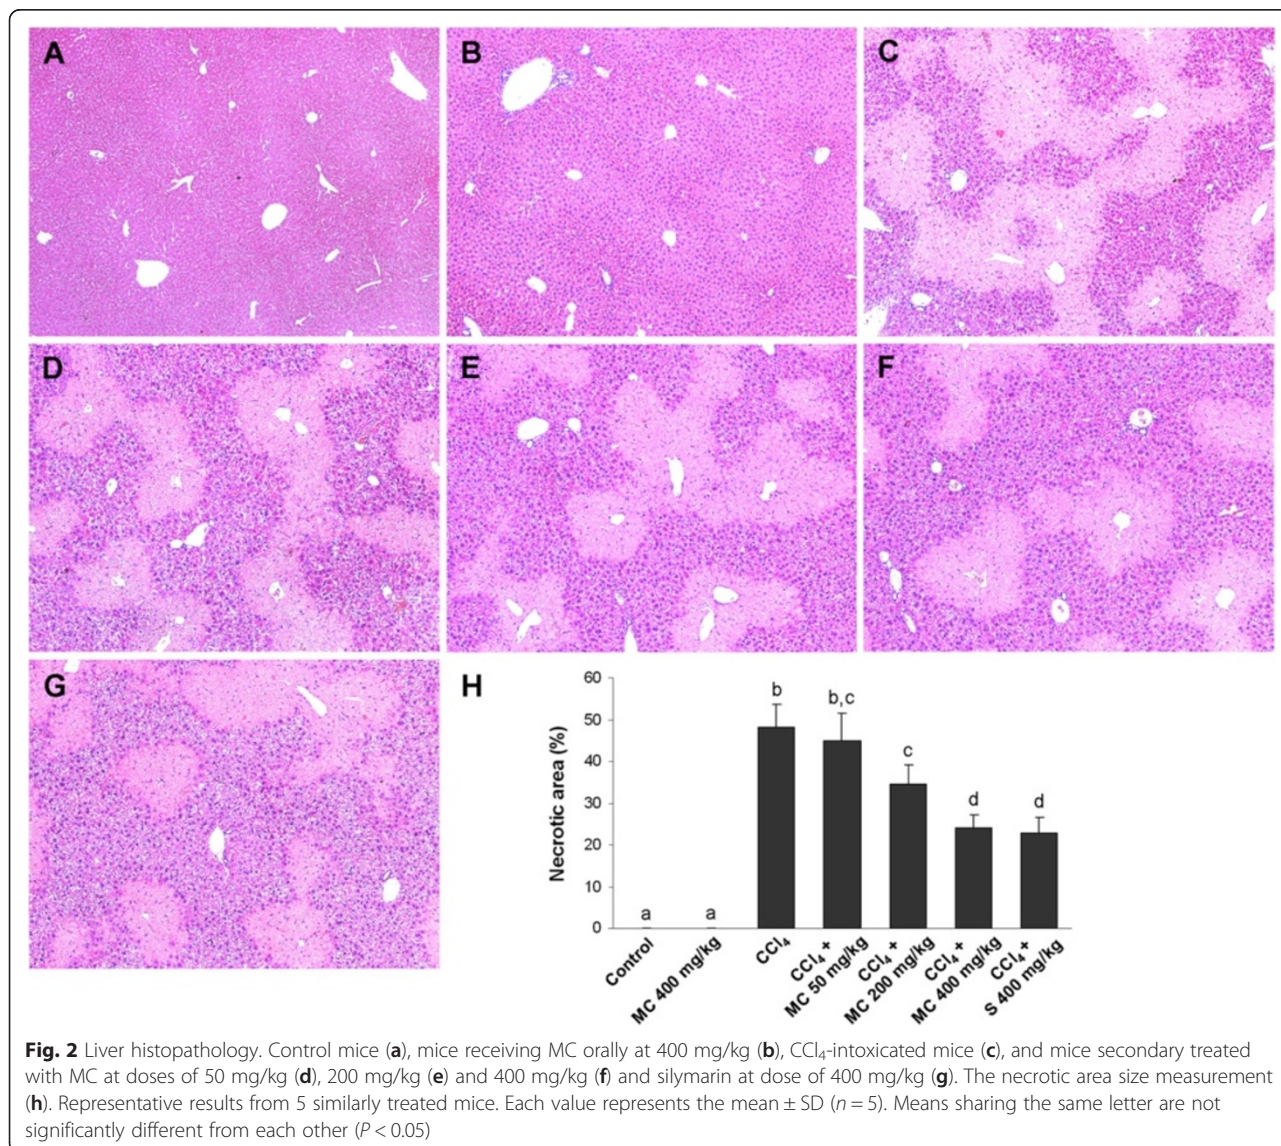 A
B
C
D
E
F
G
H
60
50
40
30
20
10
0
Necrotic area (%)
a
a
b
b,c
c
d
d
Control
MC 400 mg/kg
CCl₄
CCl₄ +
MC 50 mg/kg
CCl₄ +
MC 200 mg/kg
CCl₄ +
MC 400 mg/kg
CCl₄ +
S 400 mg/kg
Fig. 2 Liver histopathology. Control mice (a), mice receiving MC orally at 400 mg/kg (b), CCl₄-intoxicated mice (c), and mice secondary treated
with MC at doses of 50 mg/kg (d), 200 mg/kg (e) and 400 mg/kg (f) and silymarin at dose of 400 mg/kg (g). The necrotic area size measurement
(h). Representative results from 5 similarly treated mice. Each value represents the mean ± SD (n = 5). Means sharing the same letter are not
significantly different from each other (P < 0.05)